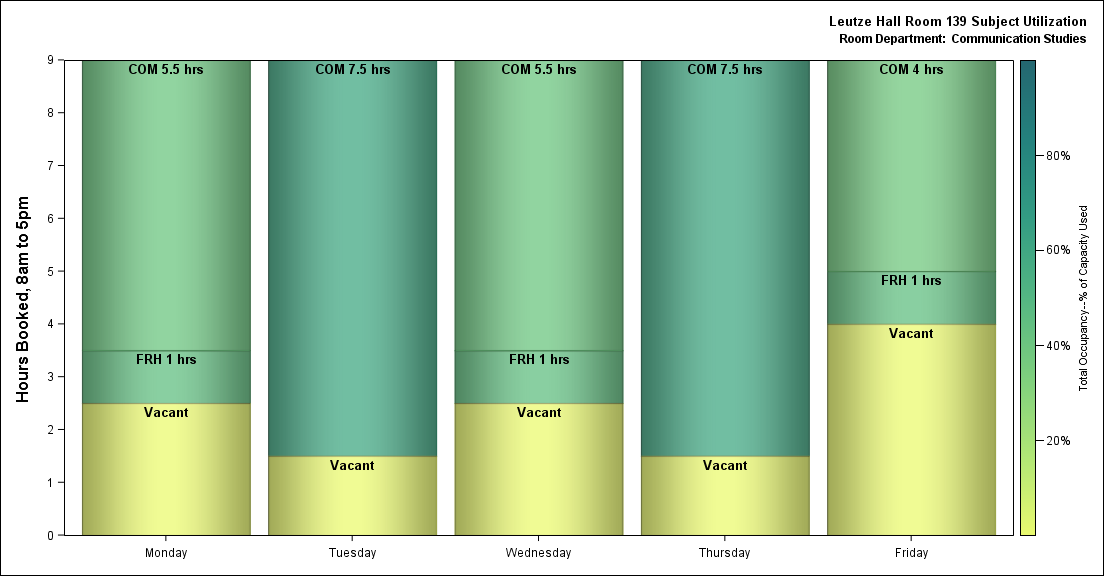 Leutze Hall Room 139 Subject Utilization
Room Department: Communication Studies
Hours Booked, 8am to 5pm
9
8
7
6
5
4
3
2
1
0
COM 5.5 hrs
FRH 1 hrs
Vacant
COM 7.5 hrs
Vacant
COM 5.5 hrs
FRH 1 hrs
Vacant
COM 7.5 hrs
Vacant
COM 4 hrs
FRH 1 hrs
Vacant
Monday
Tuesday
Wednesday
Thursday
Friday
80%
60%
40%
20%
Total Occupancy--% of Capacity Used